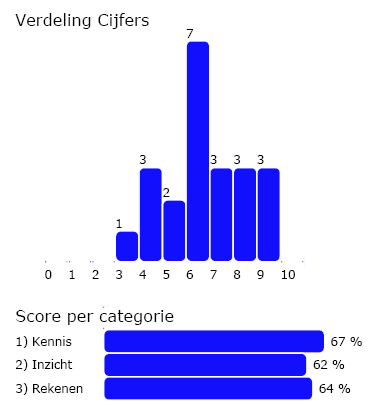 Verdeling Cijfers
7
3 3 3 3
2
1
0 1 2 3 4 5 6 7 8 9 10
Score per categorie
1) Kennis 67 %
2) Inzicht 62 %
3) Rekenen 64 %